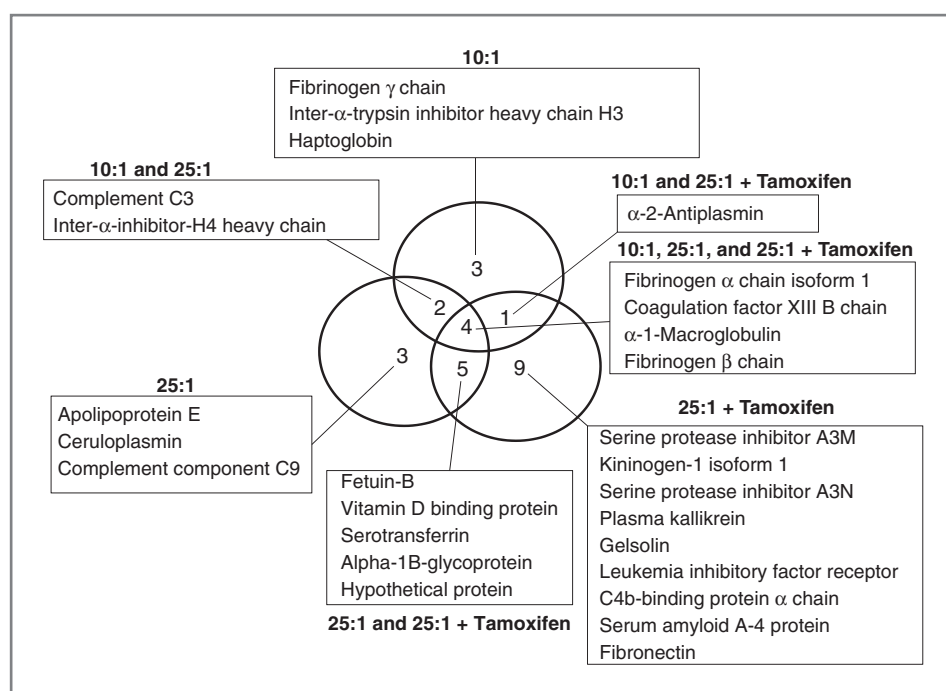 10:1
Fibrinogen γ chain
Inter-α-trypsin inhibitor heavy chain H3
Haptoglobin
10:1 and 25:1
Complement C3
Inter-α-inhibitor-H4 heavy chain
10:1 and 25:1 + Tamoxifen
α-2-Antiplasmin
10:1, 25:1, and 25:1 + Tamoxifen
Fibrinogen α chain isoform 1
Coagulation factor XIII B chain
α-1-Macroglobulin
Fibrinogen β chain
3
2
1
4
3
5
9
25:1
Apolipoprotein E
Ceruloplasmin
Complement component C9
Fetuin-B
Vitamin D binding protein
Serotransferrin
Alpha-1B-glycoprotein
Hypothetical protein
25:1 and 25:1 + Tamoxifen
25:1 + Tamoxifen
Serine protease inhibitor A3M
Kininogen-1 isoform 1
Serine protease inhibitor A3N
Plasma kallikrein
Gelsolin
Leukemia inhibitory factor receptor
C4b-binding protein α chain
Serum amyloid A-4 protein
Fibronectin